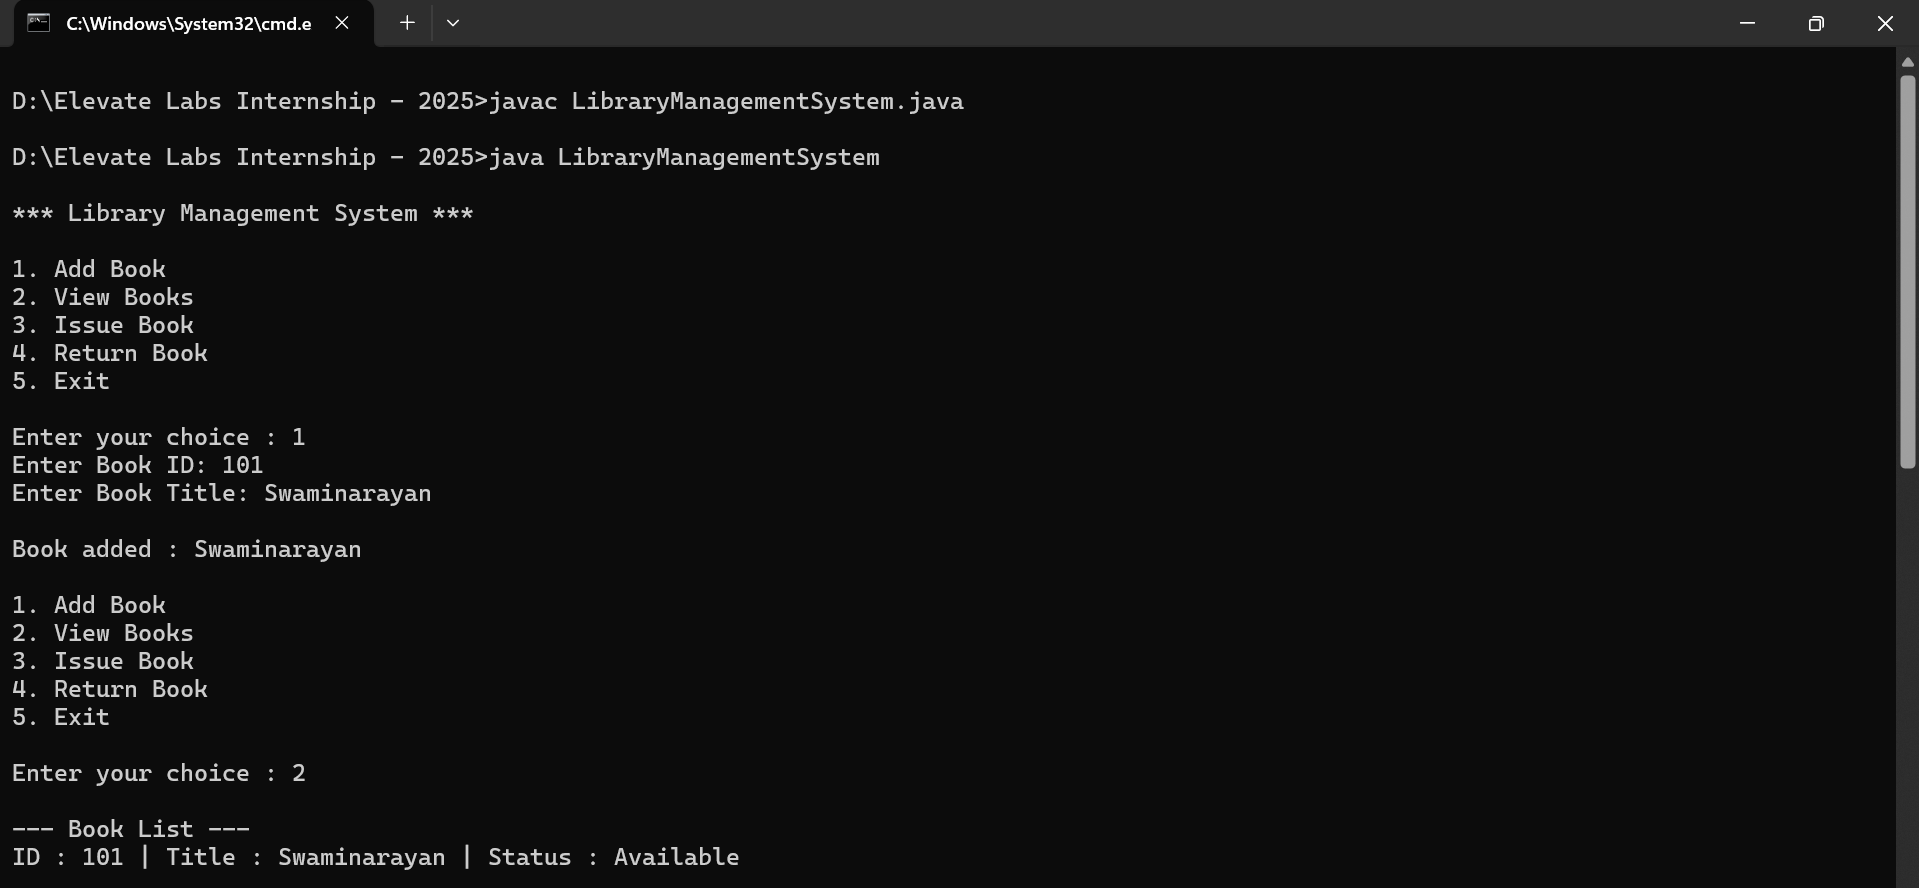 C:\Windows\System32\cmd.e
D:\Elevate Labs Internship - 2025>javac LibraryManagementSystem.java
D:\Elevate Labs Internship - 2025>java LibraryManagementSystem
*** Library Management System ***
1. Add Book
2. View Books
3. Issue Book
4. Return Book
5. Exit
Enter your choice : 1
Enter Book ID: 101
Enter Book Title: Swaminarayan
Book added : Swaminarayan
1. Add Book
2. View Books
3. Issue Book
4. Return Book
5. Exit
Enter your choice : 2
--- Book List ---
ID : 101 | Title : Swaminarayan | Status : Available